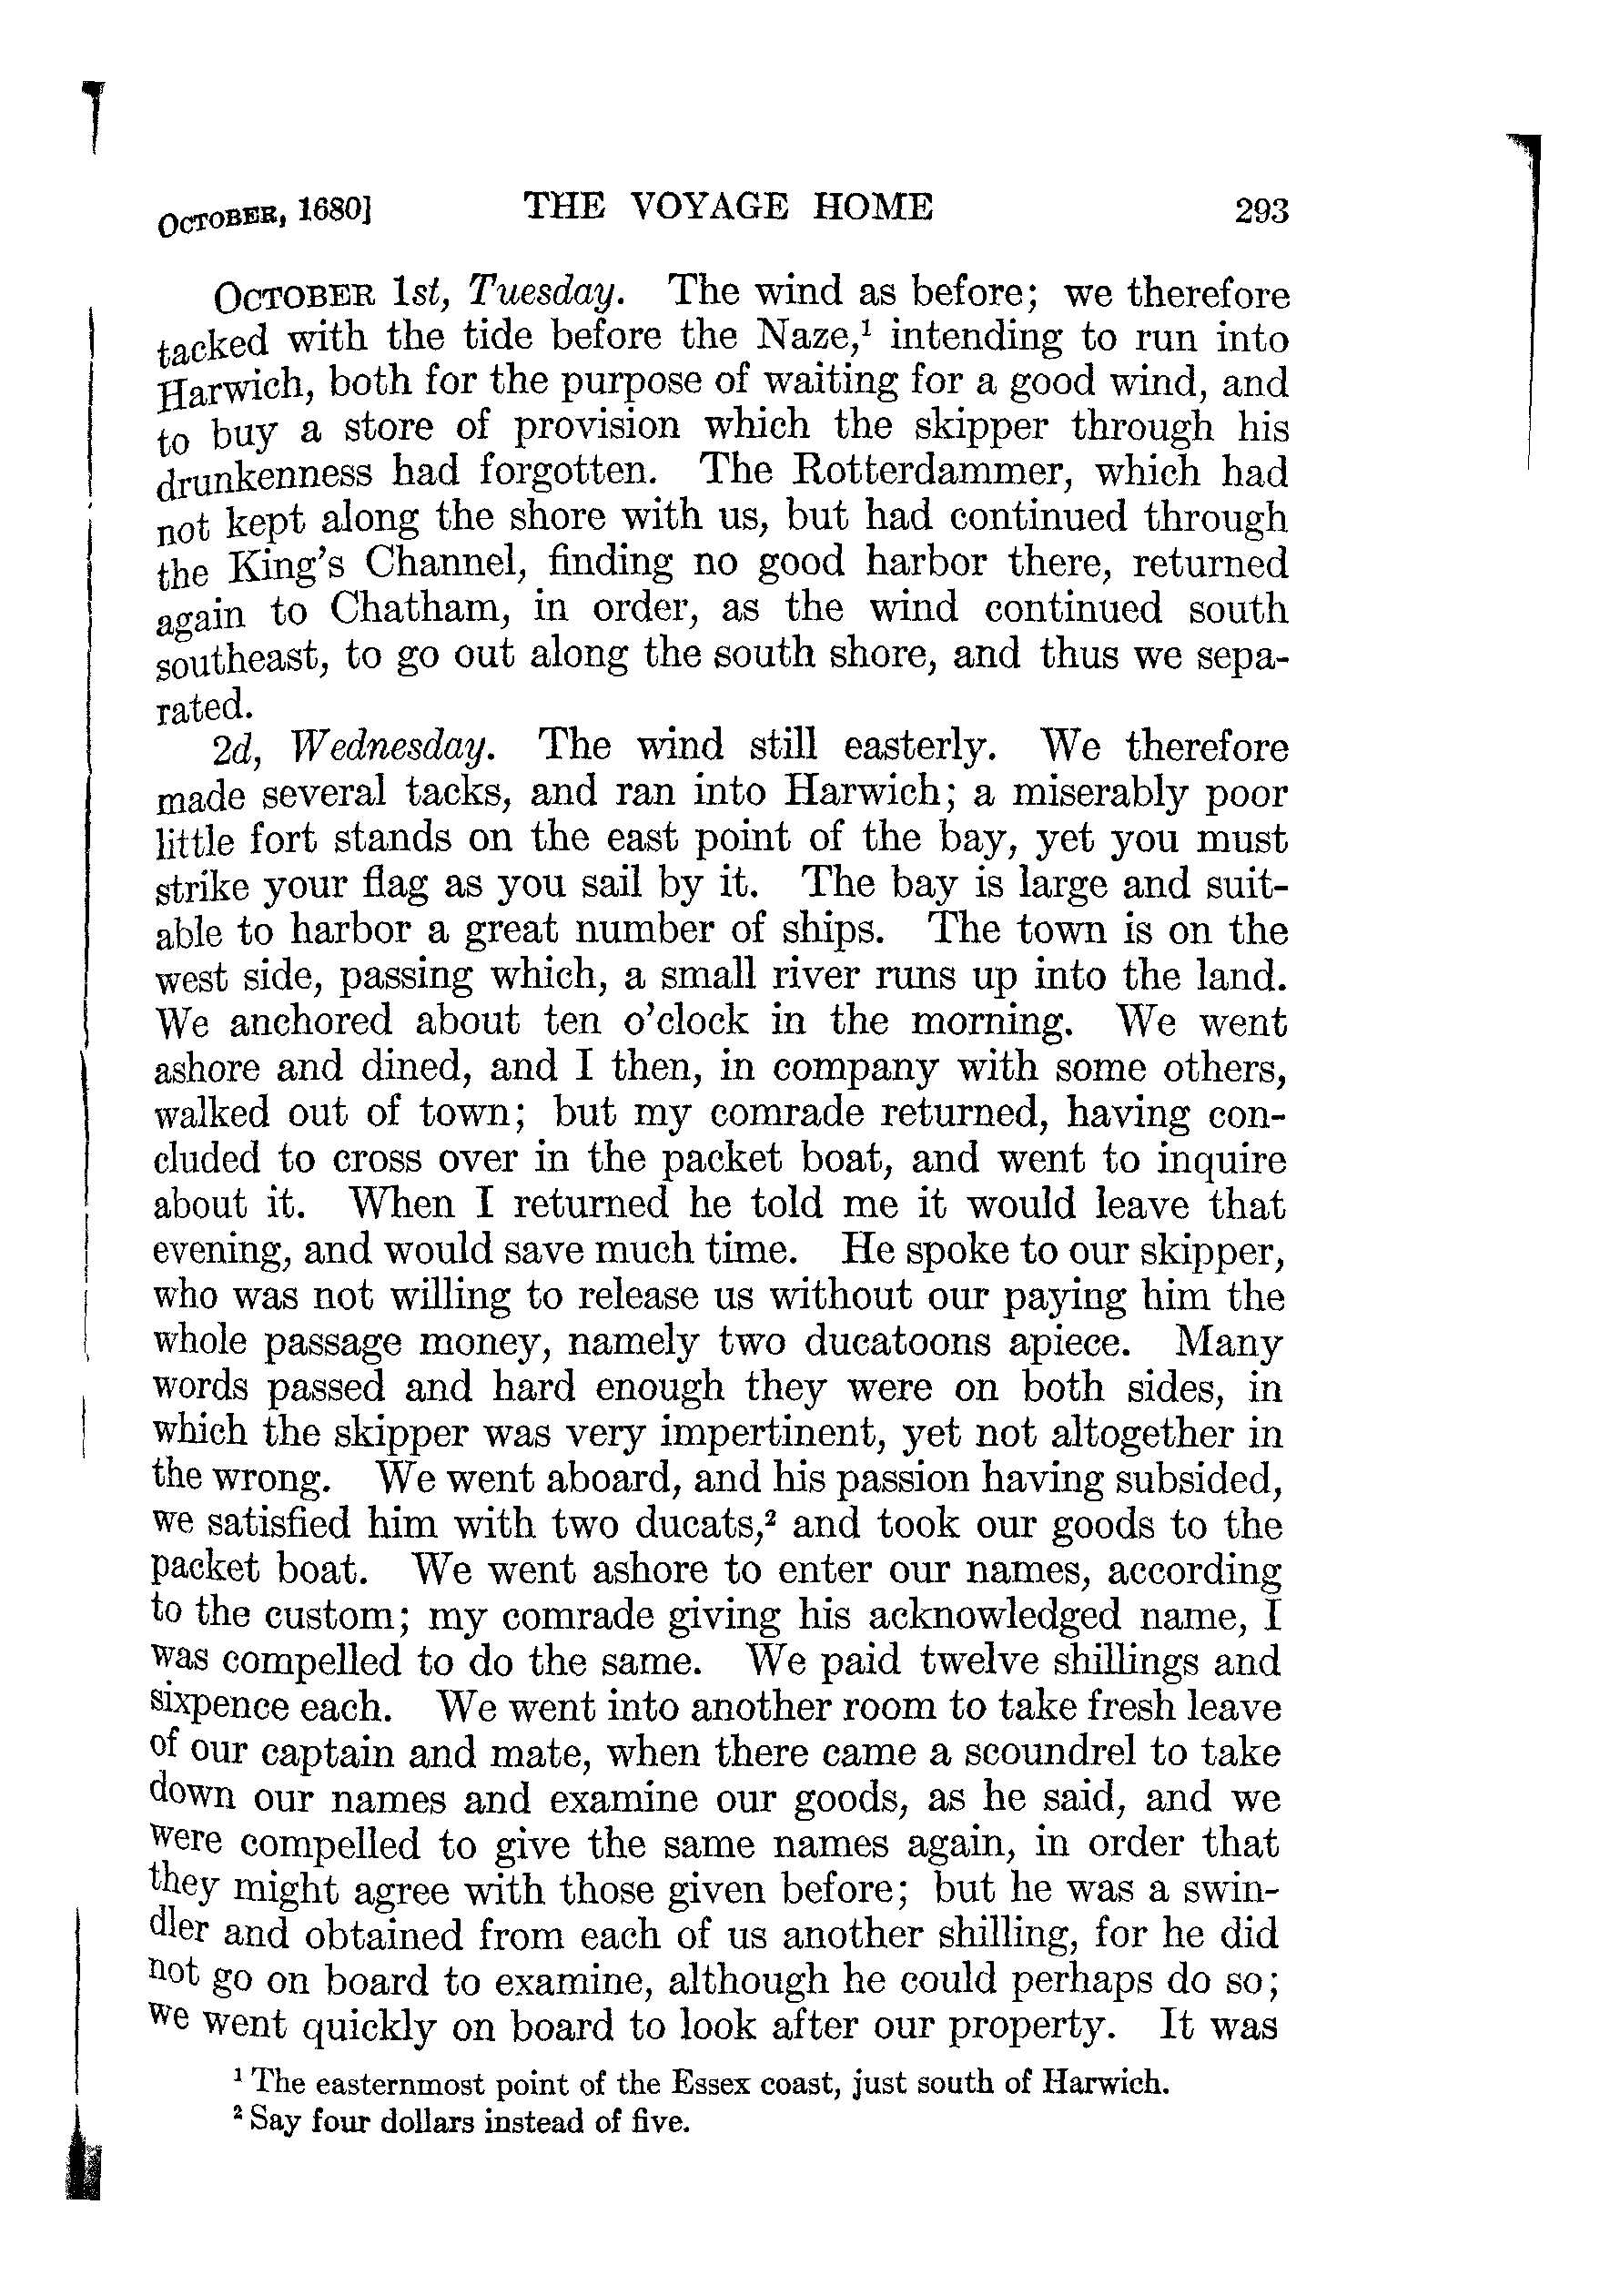 OCTOBER, 1680] THE VOYAGE HOME 293
OCTOBER 1st, Tuesday. The wind as before; we therefore
tacked with the tide before the Naze,¹ intending to run into
Harwich, both for the purpose of waiting for a good wind, and
to buy a store of provision which the skipper through his
drunkenness had forgotten. The Rotterdammer, which had
not kept along the shore with us, but had continued through
the King's Channel, finding no good harbor there, returned
again to Chatham, in order, as the wind continued south
southeast, to go out along the south shore, and thus we sepa-
rated.
2d, Wednesday. The wind still easterly. We therefore
made several tacks, and ran into Harwich; a miserably poor
little fort stands on the east point of the bay, yet you must
strike your flag as you sail by it. The bay is large and suit-
able to harbor a great number of ships. The town is on the
west side, passing which, a small river runs up into the land.
We anchored about ten o'clock in the morning. We went
ashore and dined, and I then, in company with some others,
walked out of town; but my comrade returned, having con-
cluded to cross over in the packet boat, and went to inquire
about it. When I returned he told me it would leave that
evening, and would save much time. He spoke to our skipper,
who was not willing to release us without our paying him the
whole passage money, namely two ducatoons apiece. Many
words passed and hard enough they were on both sides, in
which the skipper was very impertinent, yet not altogether in
the wrong. We went aboard, and his passion having subsided,
we satisfied him with two ducats,² and took our goods to the
packet boat. We went ashore to enter our names, according
to the custom; my comrade giving his acknowledged name, I
was compelled to do the same. We paid twelve shillings and
sixpence each. We went into another room to take fresh leave
of our captain and mate, when there came a scoundrel to take
down our names and examine our goods, as he said, and we
were compelled to give the same names again, in order that
they might agree with those given before; but he was a swin-
dler and obtained from each of us another shilling, for he did
not go on board to examine, although he could perhaps do so;
we went quickly on board to look after our property. It was
¹ The easternmost point of the Essex coast, just south of Harwich.
² Say four dollars instead of five.